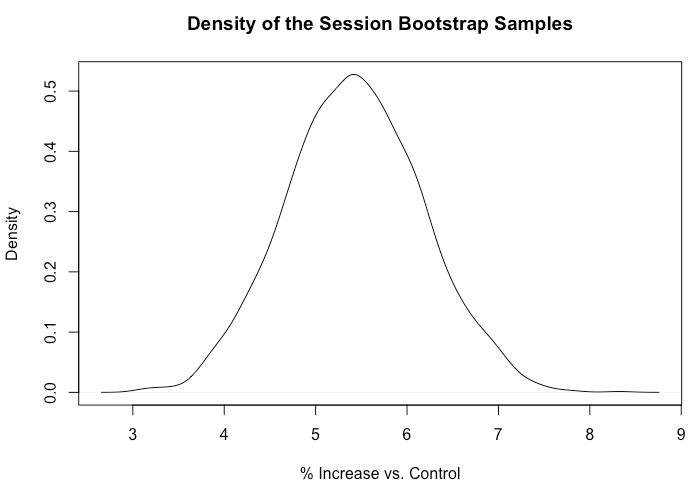 Density of the Session Bootstrap Samples
Density
0.5
0.4
0.3
0.2
0.1
0.0
3 4 5 6 7 8 9
% Increase vs. Control